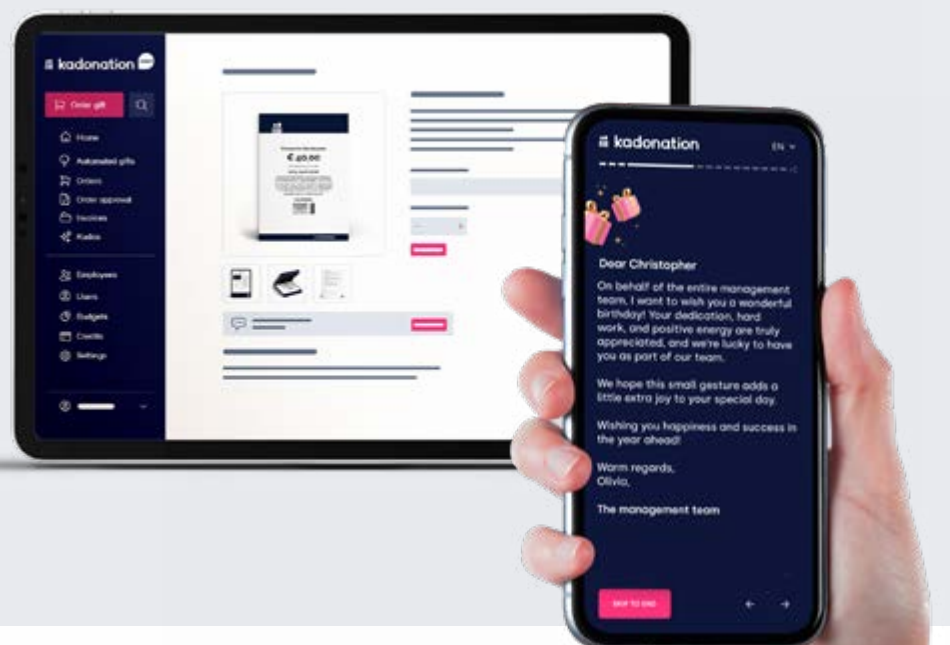 kadonation
Order gift
Home
Automated gifts
Orders
Order approval
Invoices
Kados
Employees
Users
Budgets
Credits
Settings
€ 40,00
kadonation
EN
Dear Christopher
On behalf of the entire management
team, I want to wish you a wonderful
birthday! Your dedication, hard
work, and positive energy are truly
appreciated, and we're lucky to have
you as part of our team.
We hope this small gesture adds a
little extra joy to your special day.
Wishing you happiness and success in
the year ahead!
Warm regards,
Olivia,
The management team
SKIP TO END